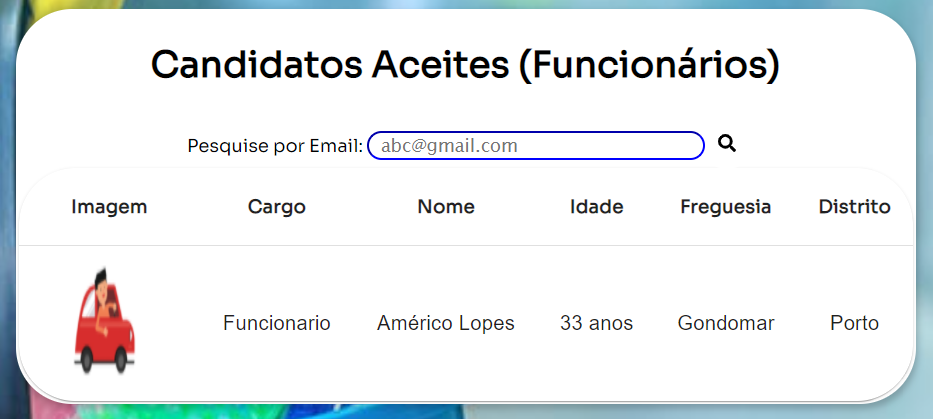 Candidatos Aceites (Funcionários)
Pesquise por Email: abc@gmail.com
Imagem Cargo Nome Idade Freguesia Distrito
Funcionario Américo Lopes 33 anos Gondomar Porto